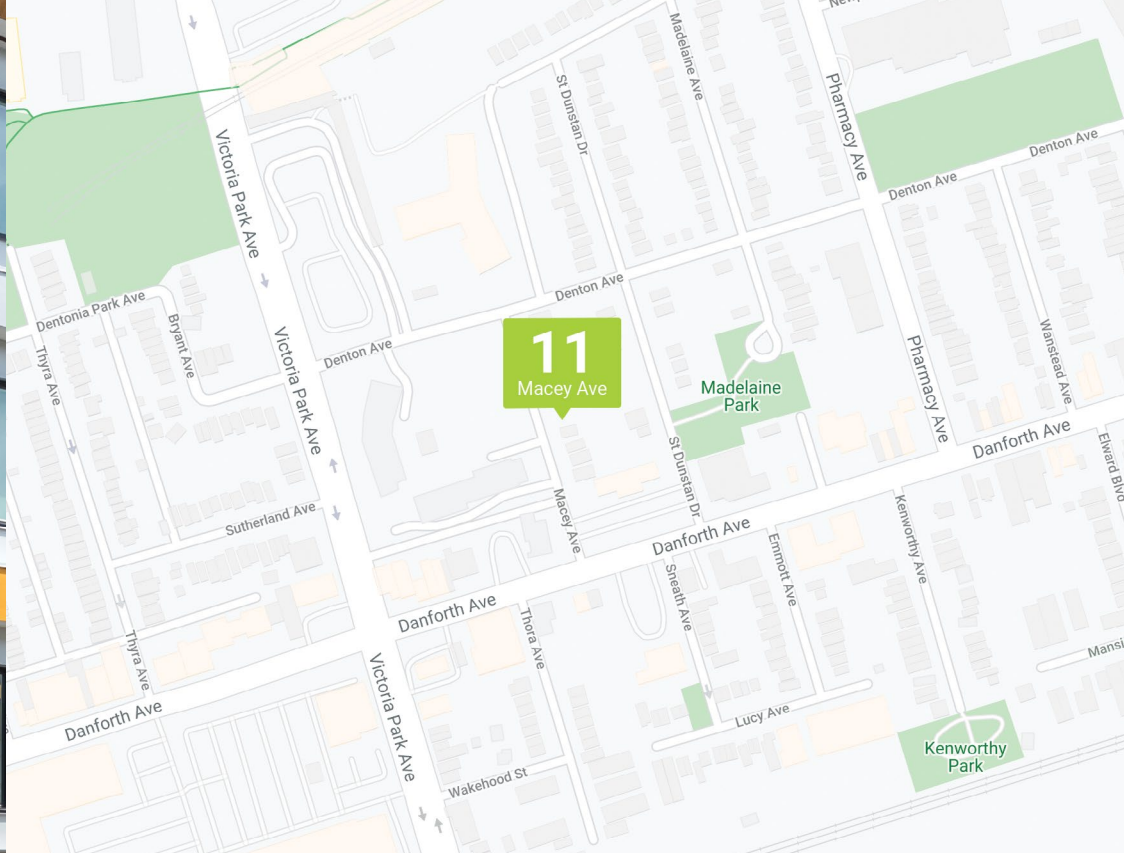 Madelaine Ave
St Dunstan Dr
Pharmacy Ave
Victoria Park Ave
Denton Ave
Denton Ave
Denton Ave
Dentonia Park Ave
Bryant Ave
Denton Ave
Thyra Ave
Victoria Park Ave
11
Macey Ave
Madelaine
Park
Pharmacy Ave
Wanstead Ave
Danforth Ave
Elward Blvd
St Dunstan Dr
Macey Ave
Sutherland Ave
Kenworthy Ave
Danforth Ave
Emmott Ave
Sneath Ave
Danforth Ave
Thora Ave
Thyra Ave
Victoria Park Ave
Danforth Ave
Lucy Ave
Mansi
Kenworthy
Park
Wakehood St